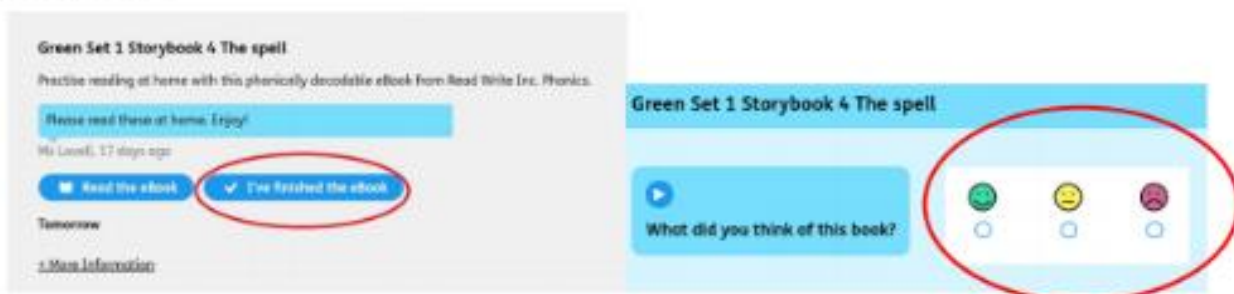 Green Set 1 Storybook 4 The spell
Practise reading at home with this phonically decodable eBook from Read Write Inc. Phonics.
Please read these at home. Enjoy!
17 days ago
Read the eBook
I've finished the eBook
Tomorrow
+ More Information
Green Set 1 Storybook 4 The spell
What did you think of this book?